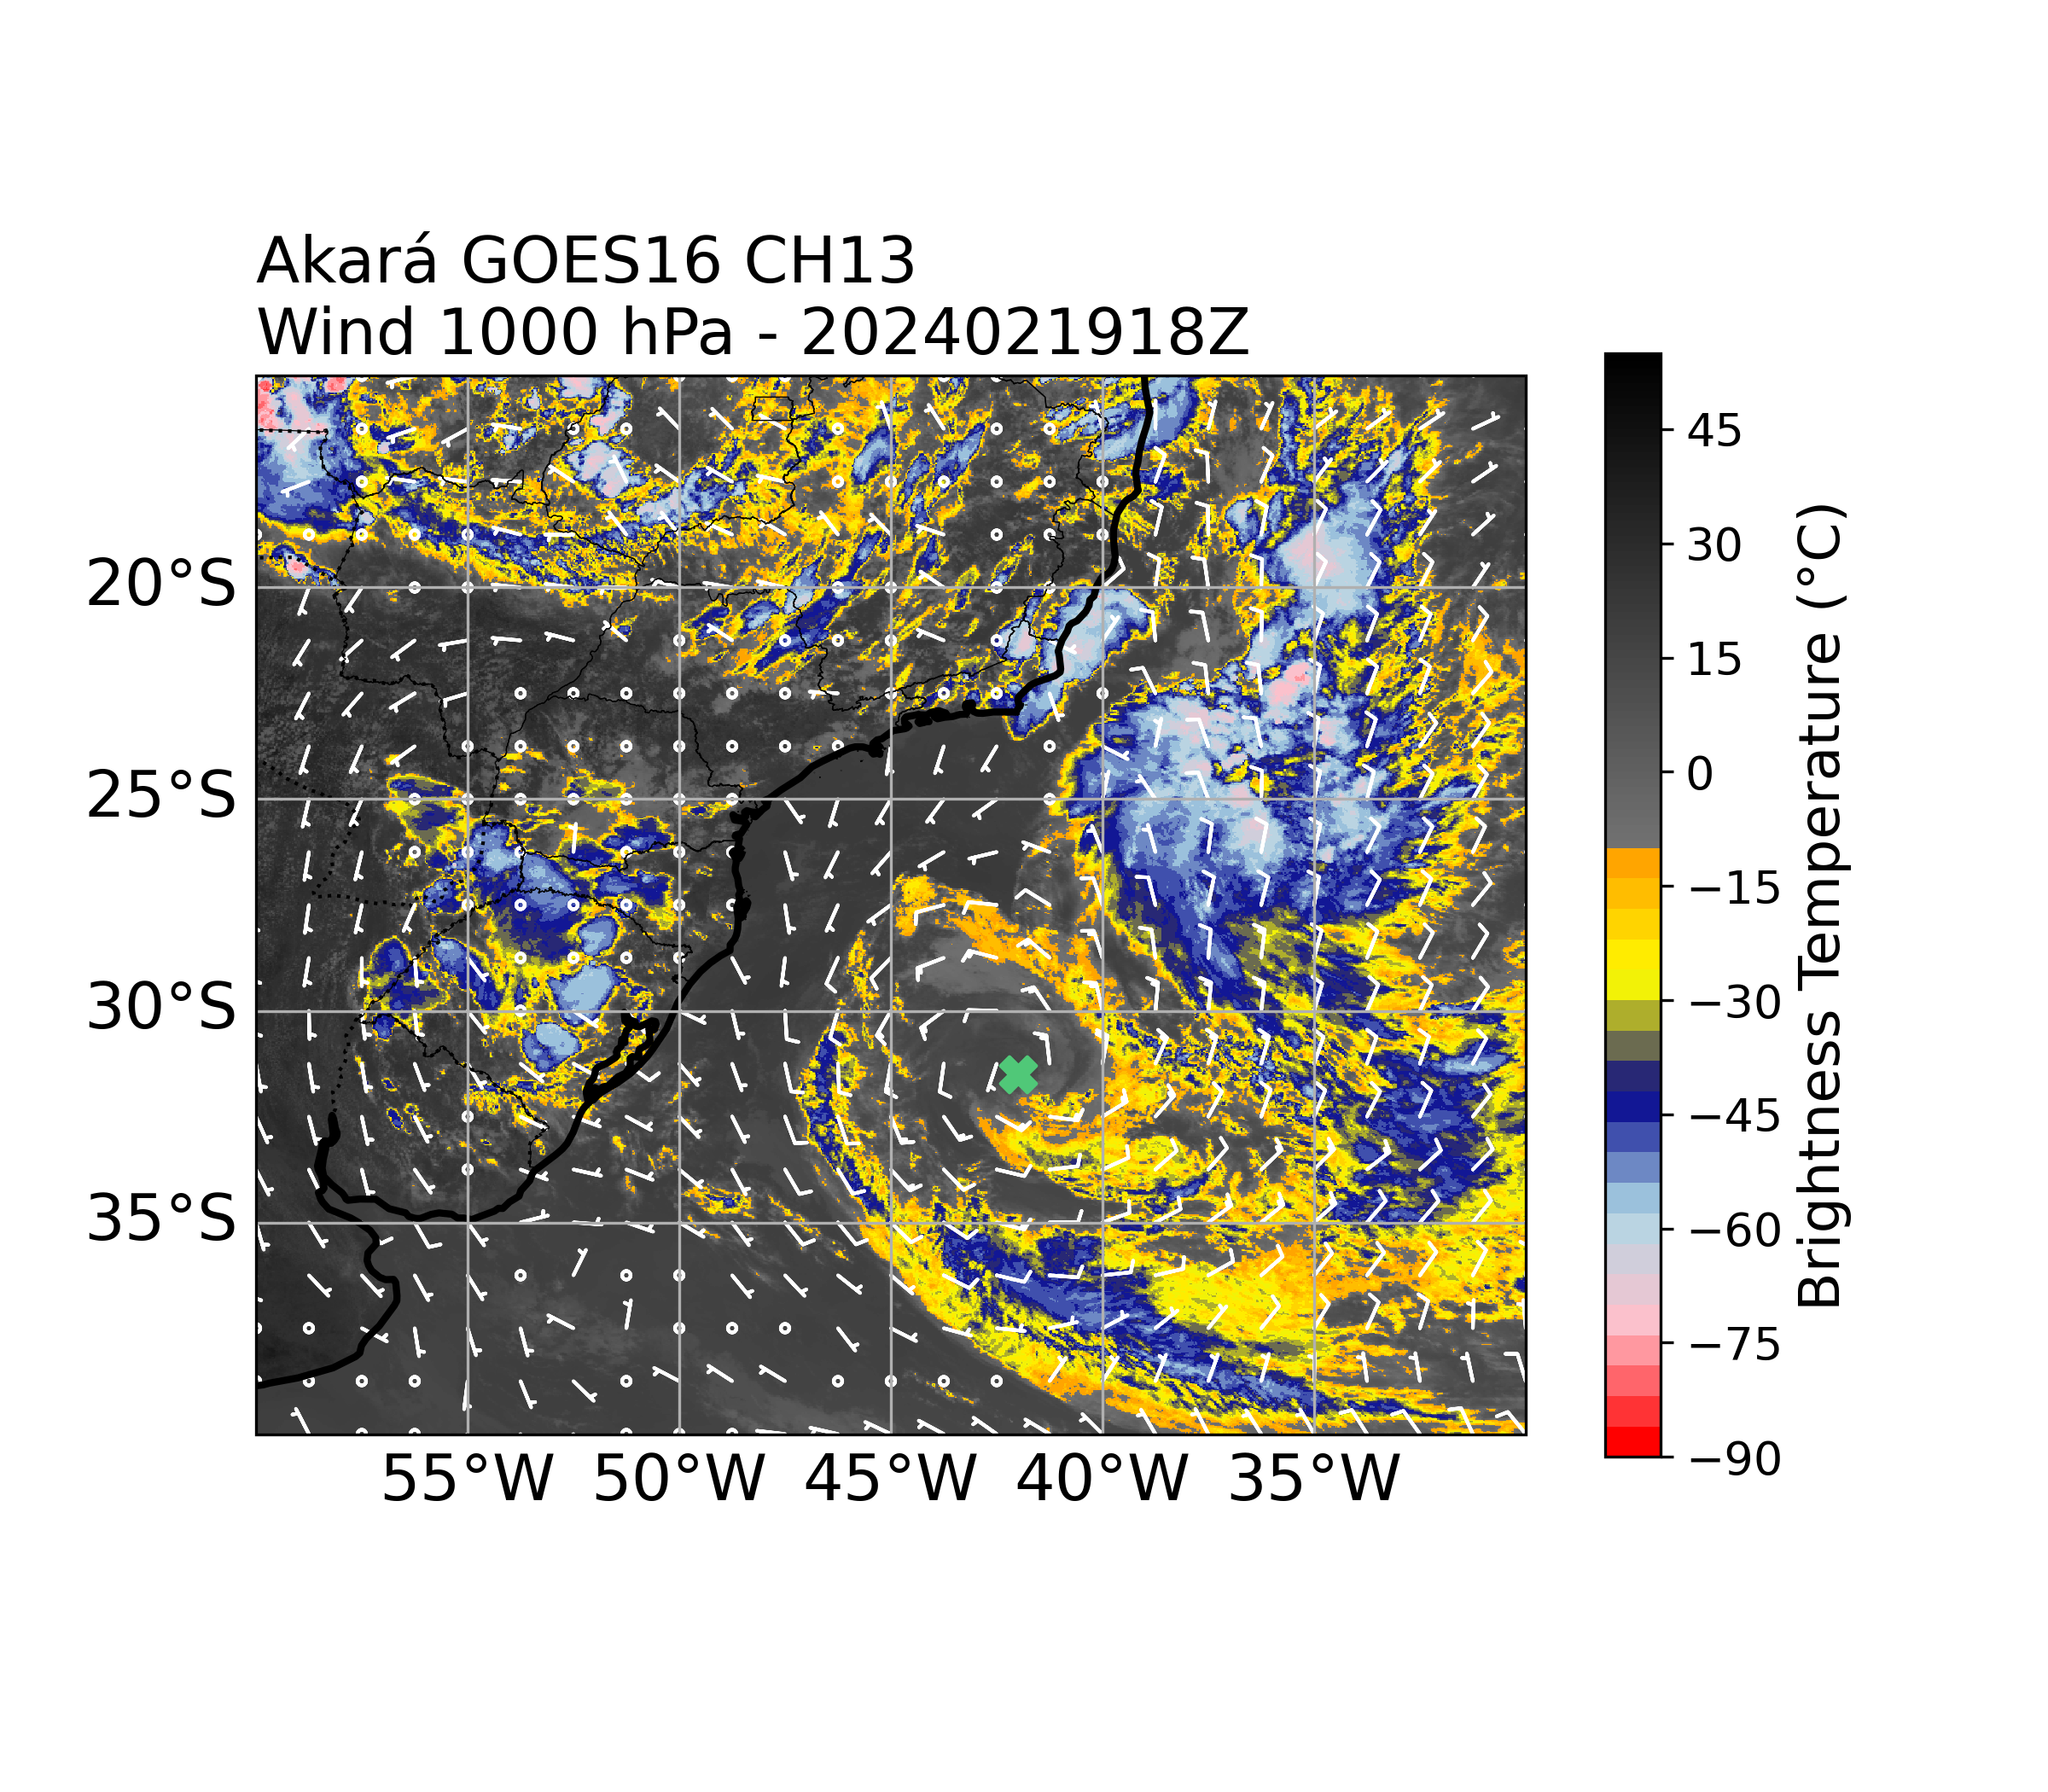 Akará GOES16 CH13
Wind 1000 hPa - 2024021918Z
20°S
25°S
30°S
35°S
55°W 50°W 45°W 40°W 35°W
45
30
15
0
−15
−30
−45
−60
−75
−90
Brightness Temperature (°C)